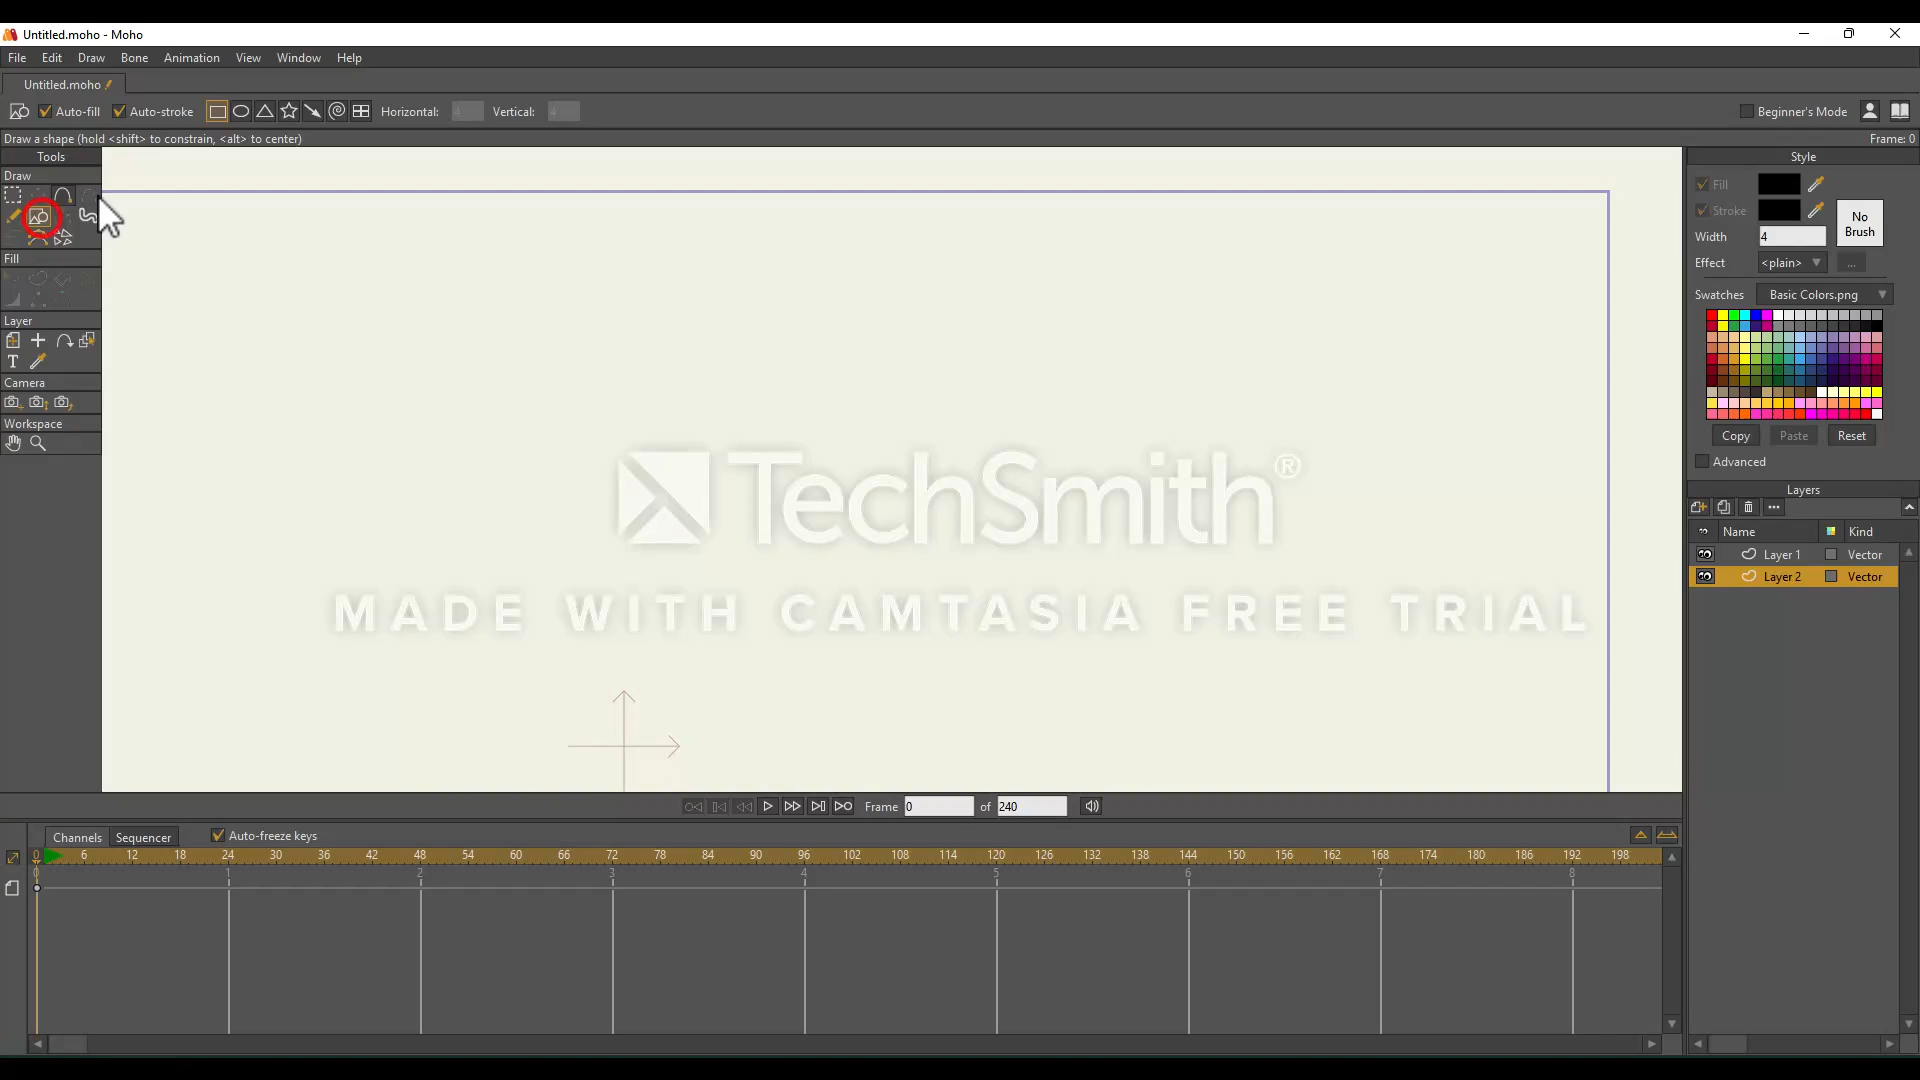 Untitled.moho - Moho
File Edit Draw Bone Animation View Window Help
Untitled.moho
Auto-fill Auto-stroke Horizontal: 4 Vertical: 4 Beginner's Mode
Draw a shape (hold <shift> to constrain, <alt> to center) Frame: 0
Tools
Draw
Fill
Layer
T
Camera
Workspace
Style
Fill
Stroke
No Brush
Width 4
Effect <plain> ...
Swatches Basic Colors.png
Copy Paste Reset
Advanced
Layers
Name Kind
Layer 1 Vector
Layer 2 Vector
TechSmith®
MADE WITH CAMTASIA FREE TRIAL
Frame 0 of 240
Channels Sequencer Auto-freeze keys
0 6 12 18 24 30 36 42 48 54 60 66 72 78 84 90 96 102 108 114 120 126 132 138 144 150 156 162 168 174 180 186 192 198
0 1 2 3 4 5 6 7 8